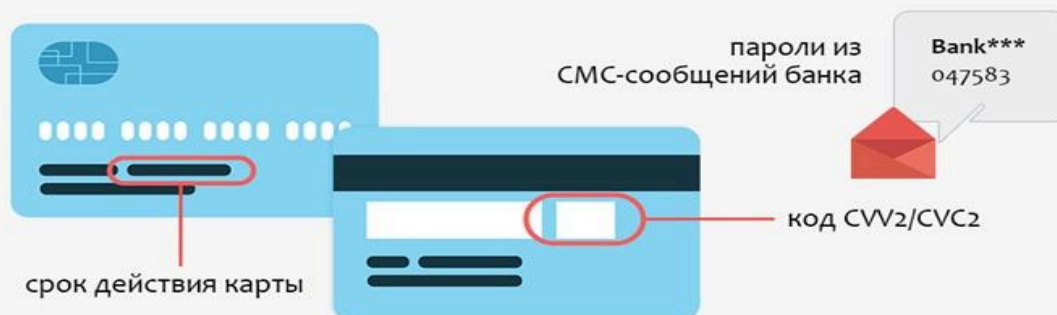 пароли из
СМС-сообщений банка
Bank***
047583
код CVV2/CVC2
срок действия карты